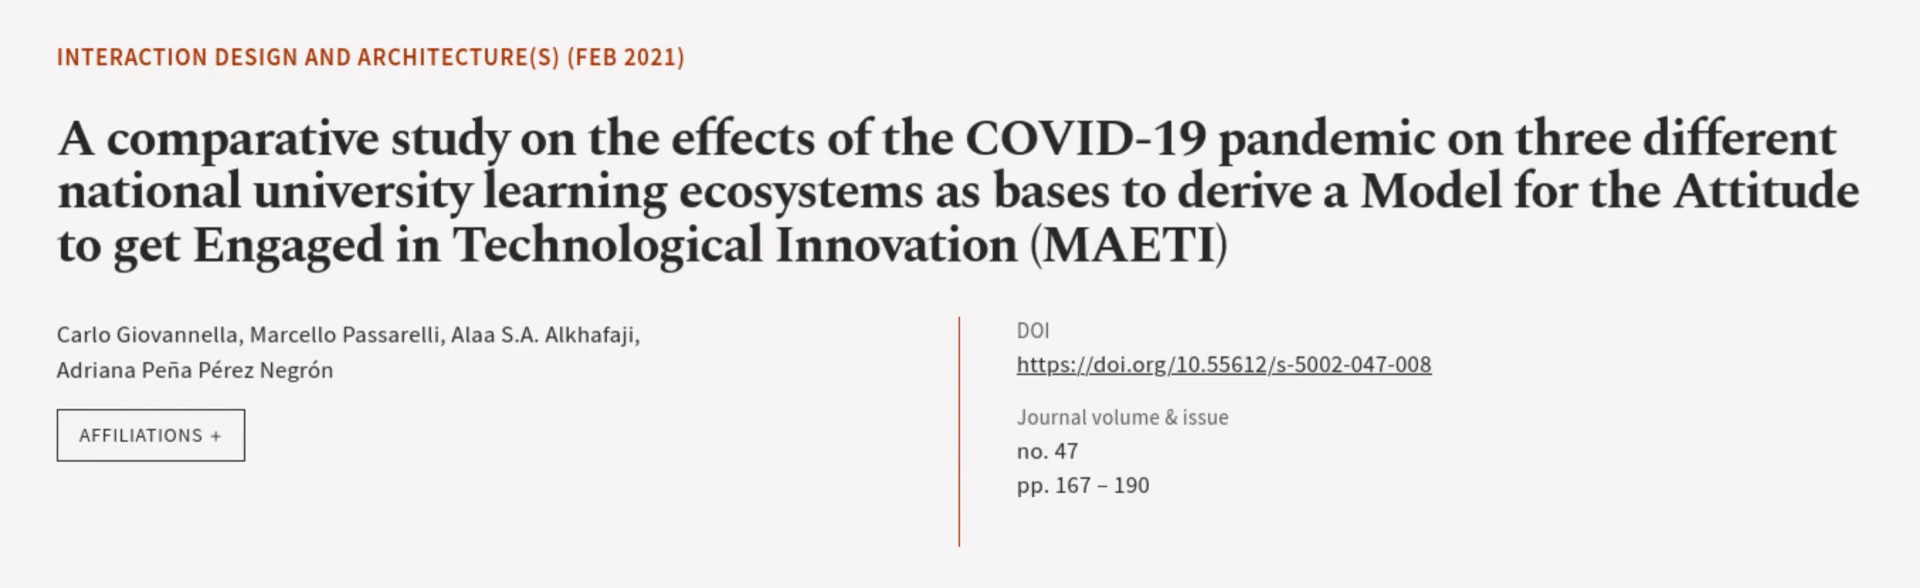 INTERACTION DESIGN AND ARCHITECTURE(S) (FEB 2021)
A comparative study on the effects of the COVID-19 pandemic on three different
national university learning ecosystems as bases to derive a Model for the Attitude
to get Engaged in Technological Innovation (MAETI)
Carlo Giovannella, Marcello Passarelli, Alaa S.A. Alkhafaji,
Adriana Peña Pérez Negrón
AFFILIATIONS +
DOI
https://doi.org/10.55612/s-5002-047-008
Journal volume & issue
no. 47
pp. 167 – 190